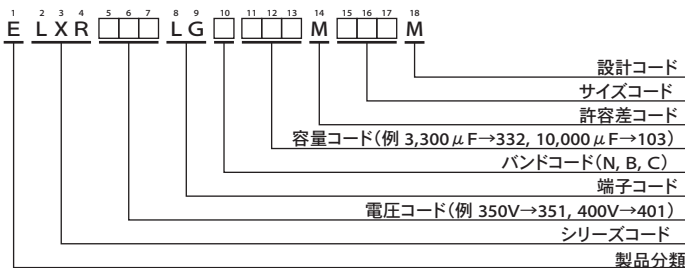 1 2 3 4 5 6 7 8 9 10 11 12 13 14 15 16 17 18
E L X R □□□ L G □ □□□ M □□□ M
設計コード
サイズコード
許容差コード
容量コード(例 3,300μF→332, 10,000μF→103)
バンドコード(N, B, C)
端子コード
電圧コード(例 350V→351, 400V→401)
シリーズコード
製品分類